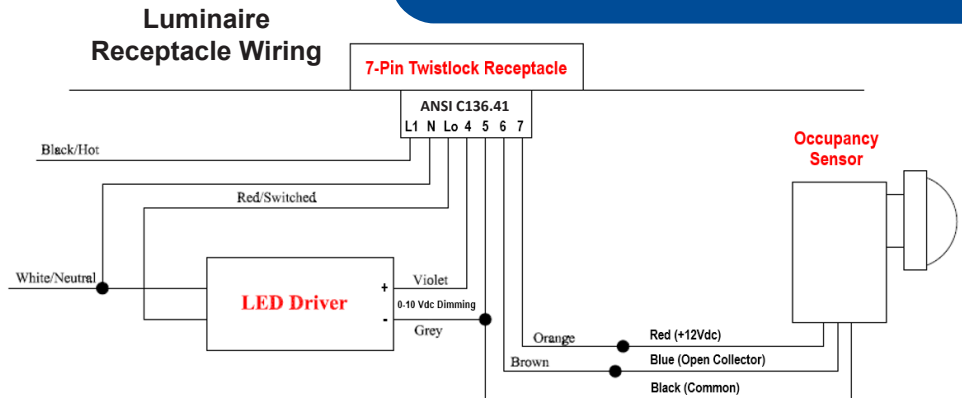 Luminaire
Receptacle Wiring
7-Pin Twistlock Receptacle
ANSI C136.41
L1 N Lo 4 5 6 7
Black/Hot
Occupancy
Sensor
Red/Switched
White/Neutral
LED Driver
+
-
Violet
0-10 Vdc Dimming
Grey
Orange
Red (+12Vdc)
Brown
Blue (Open Collector)
Black (Common)